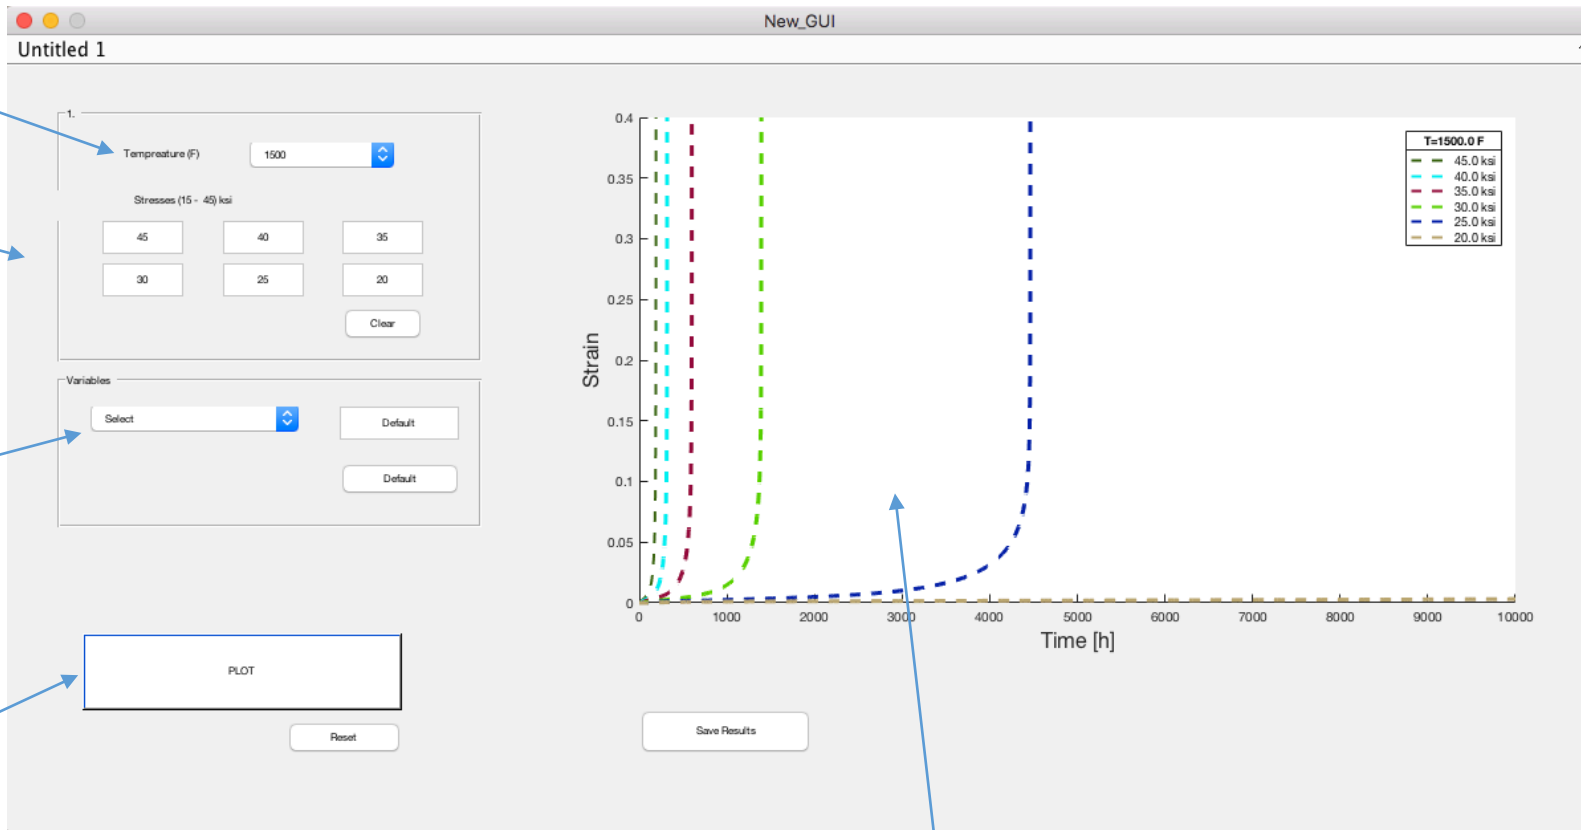 New_GUI
Untitled 1
1.
Tempreature (F)
1500
Stresses (15 - 45) ksi
45 40 35
30 25 20
Clear
Variables
Select
Default
Default
PLOT
Reset
0.4
0.35
0.3
0.25
0.2
0.15
0.1
0.05
0
Strain
0 1000 2000 3000 4000 5000 6000 7000 8000 9000 10000
Time [h]
T=1500.0 F
45.0 ksi
40.0 ksi
35.0 ksi
30.0 ksi
25.0 ksi
20.0 ksi
Save Results